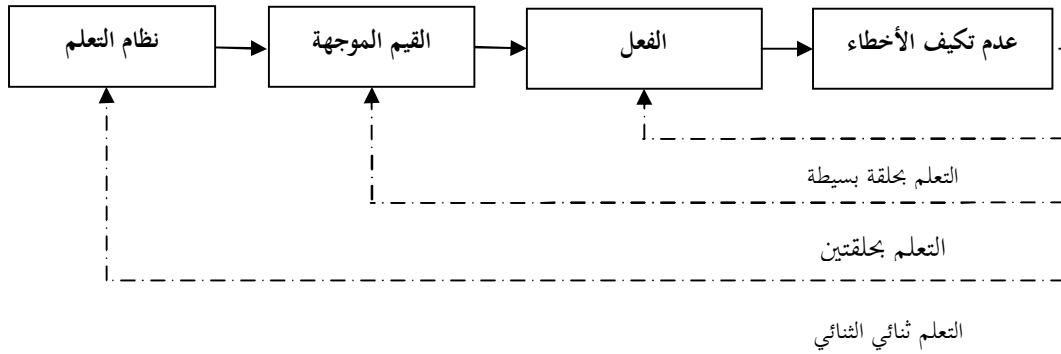 نظام التعلم
القيم الموجهة
الفعل
عدم تكيف الأخطاء
التعلم بحلقة بسيطة
التعلم بحلقتين
التعلم ثنائي الثنائي